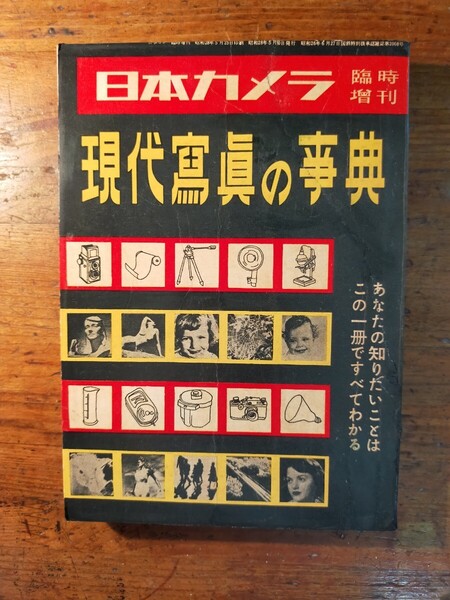 日本カメラ
臨時
増刊
現代寫眞の事典
あなたの知りたいことは
この一冊ですべてわかる